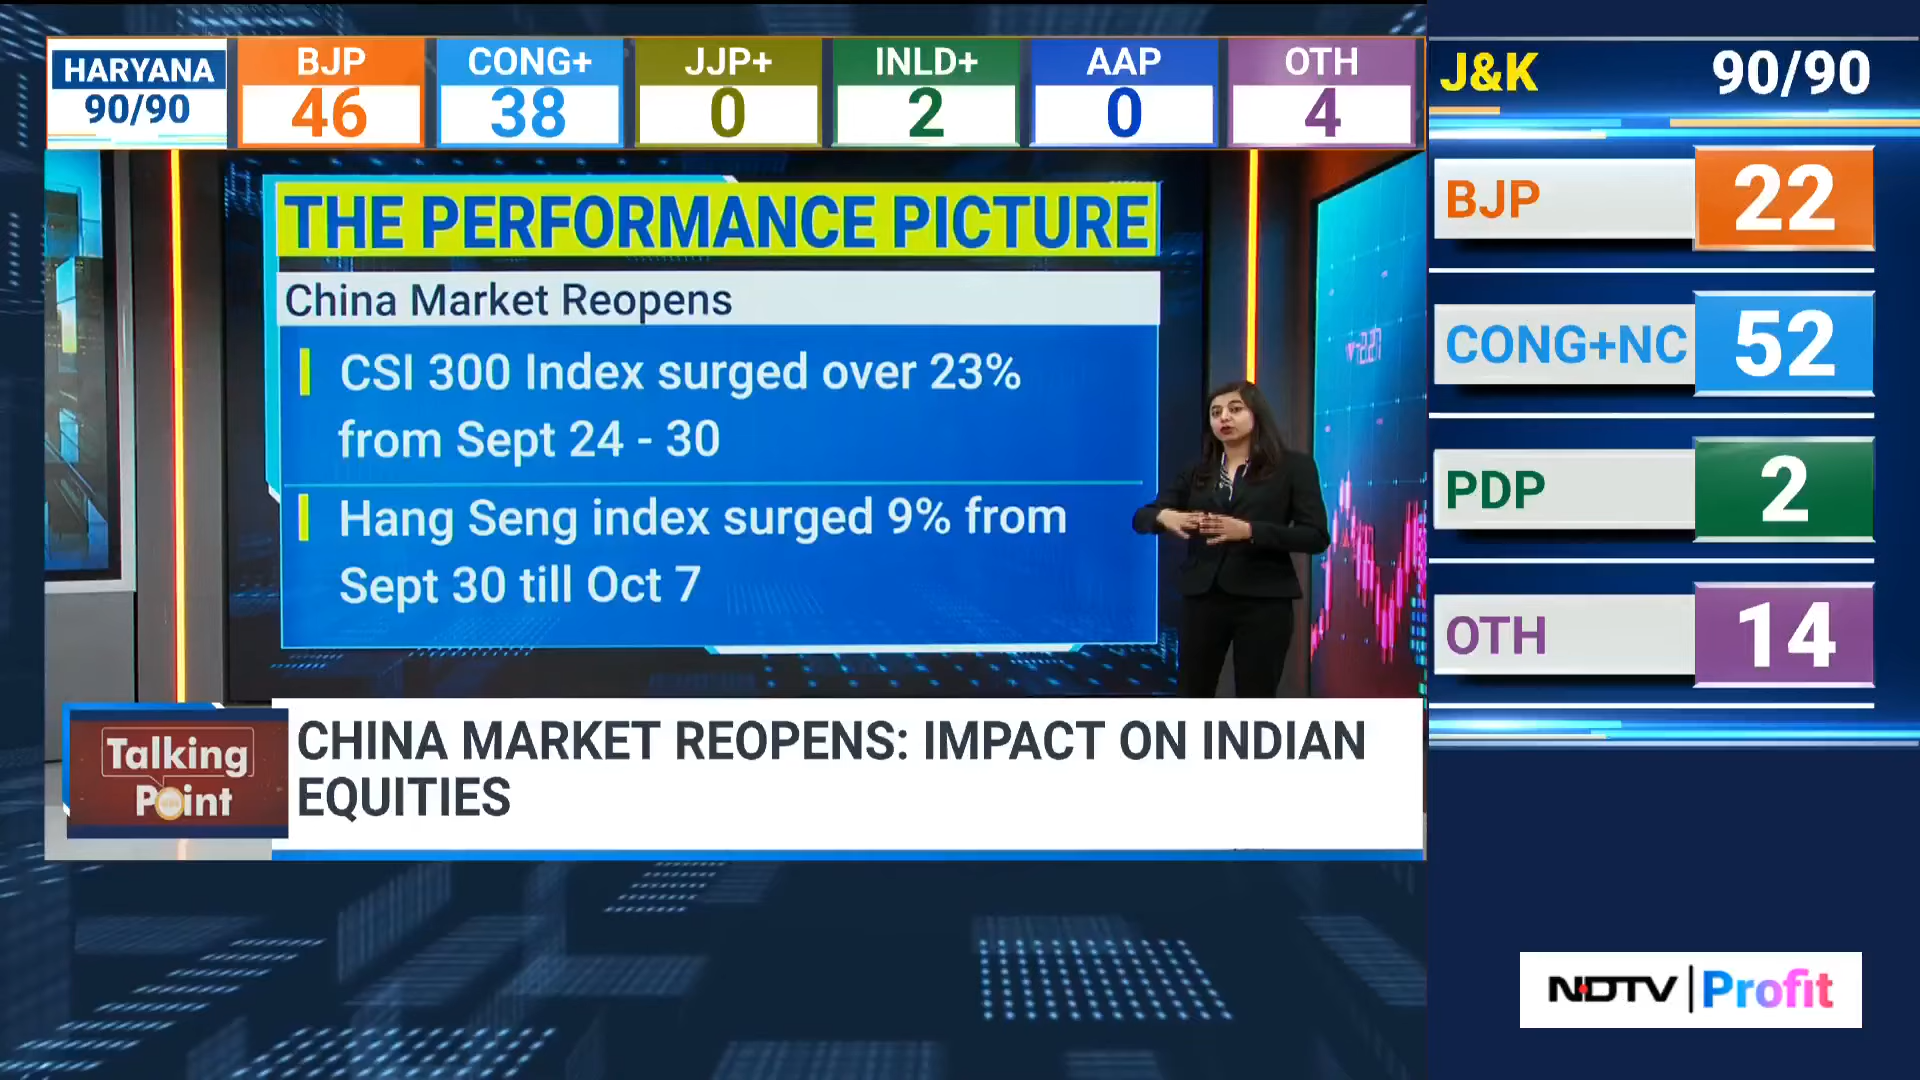 HARYANA
90/90
BJP
46
CONG+
38
JJP+
0
INLD+
2
AAP
0
OTH
4
J&K 90/90
BJP 22
CONG+NC 52
PDP 2
OTH 14
THE PERFORMANCE PICTURE
China Market Reopens
CSI 300 Index surged over 23%
from Sept 24 - 30
Hang Seng index surged 9% from
Sept 30 till Oct 7
Talking
Point
CHINA MARKET REOPENS: IMPACT ON INDIAN
EQUITIES
NDTV Profit